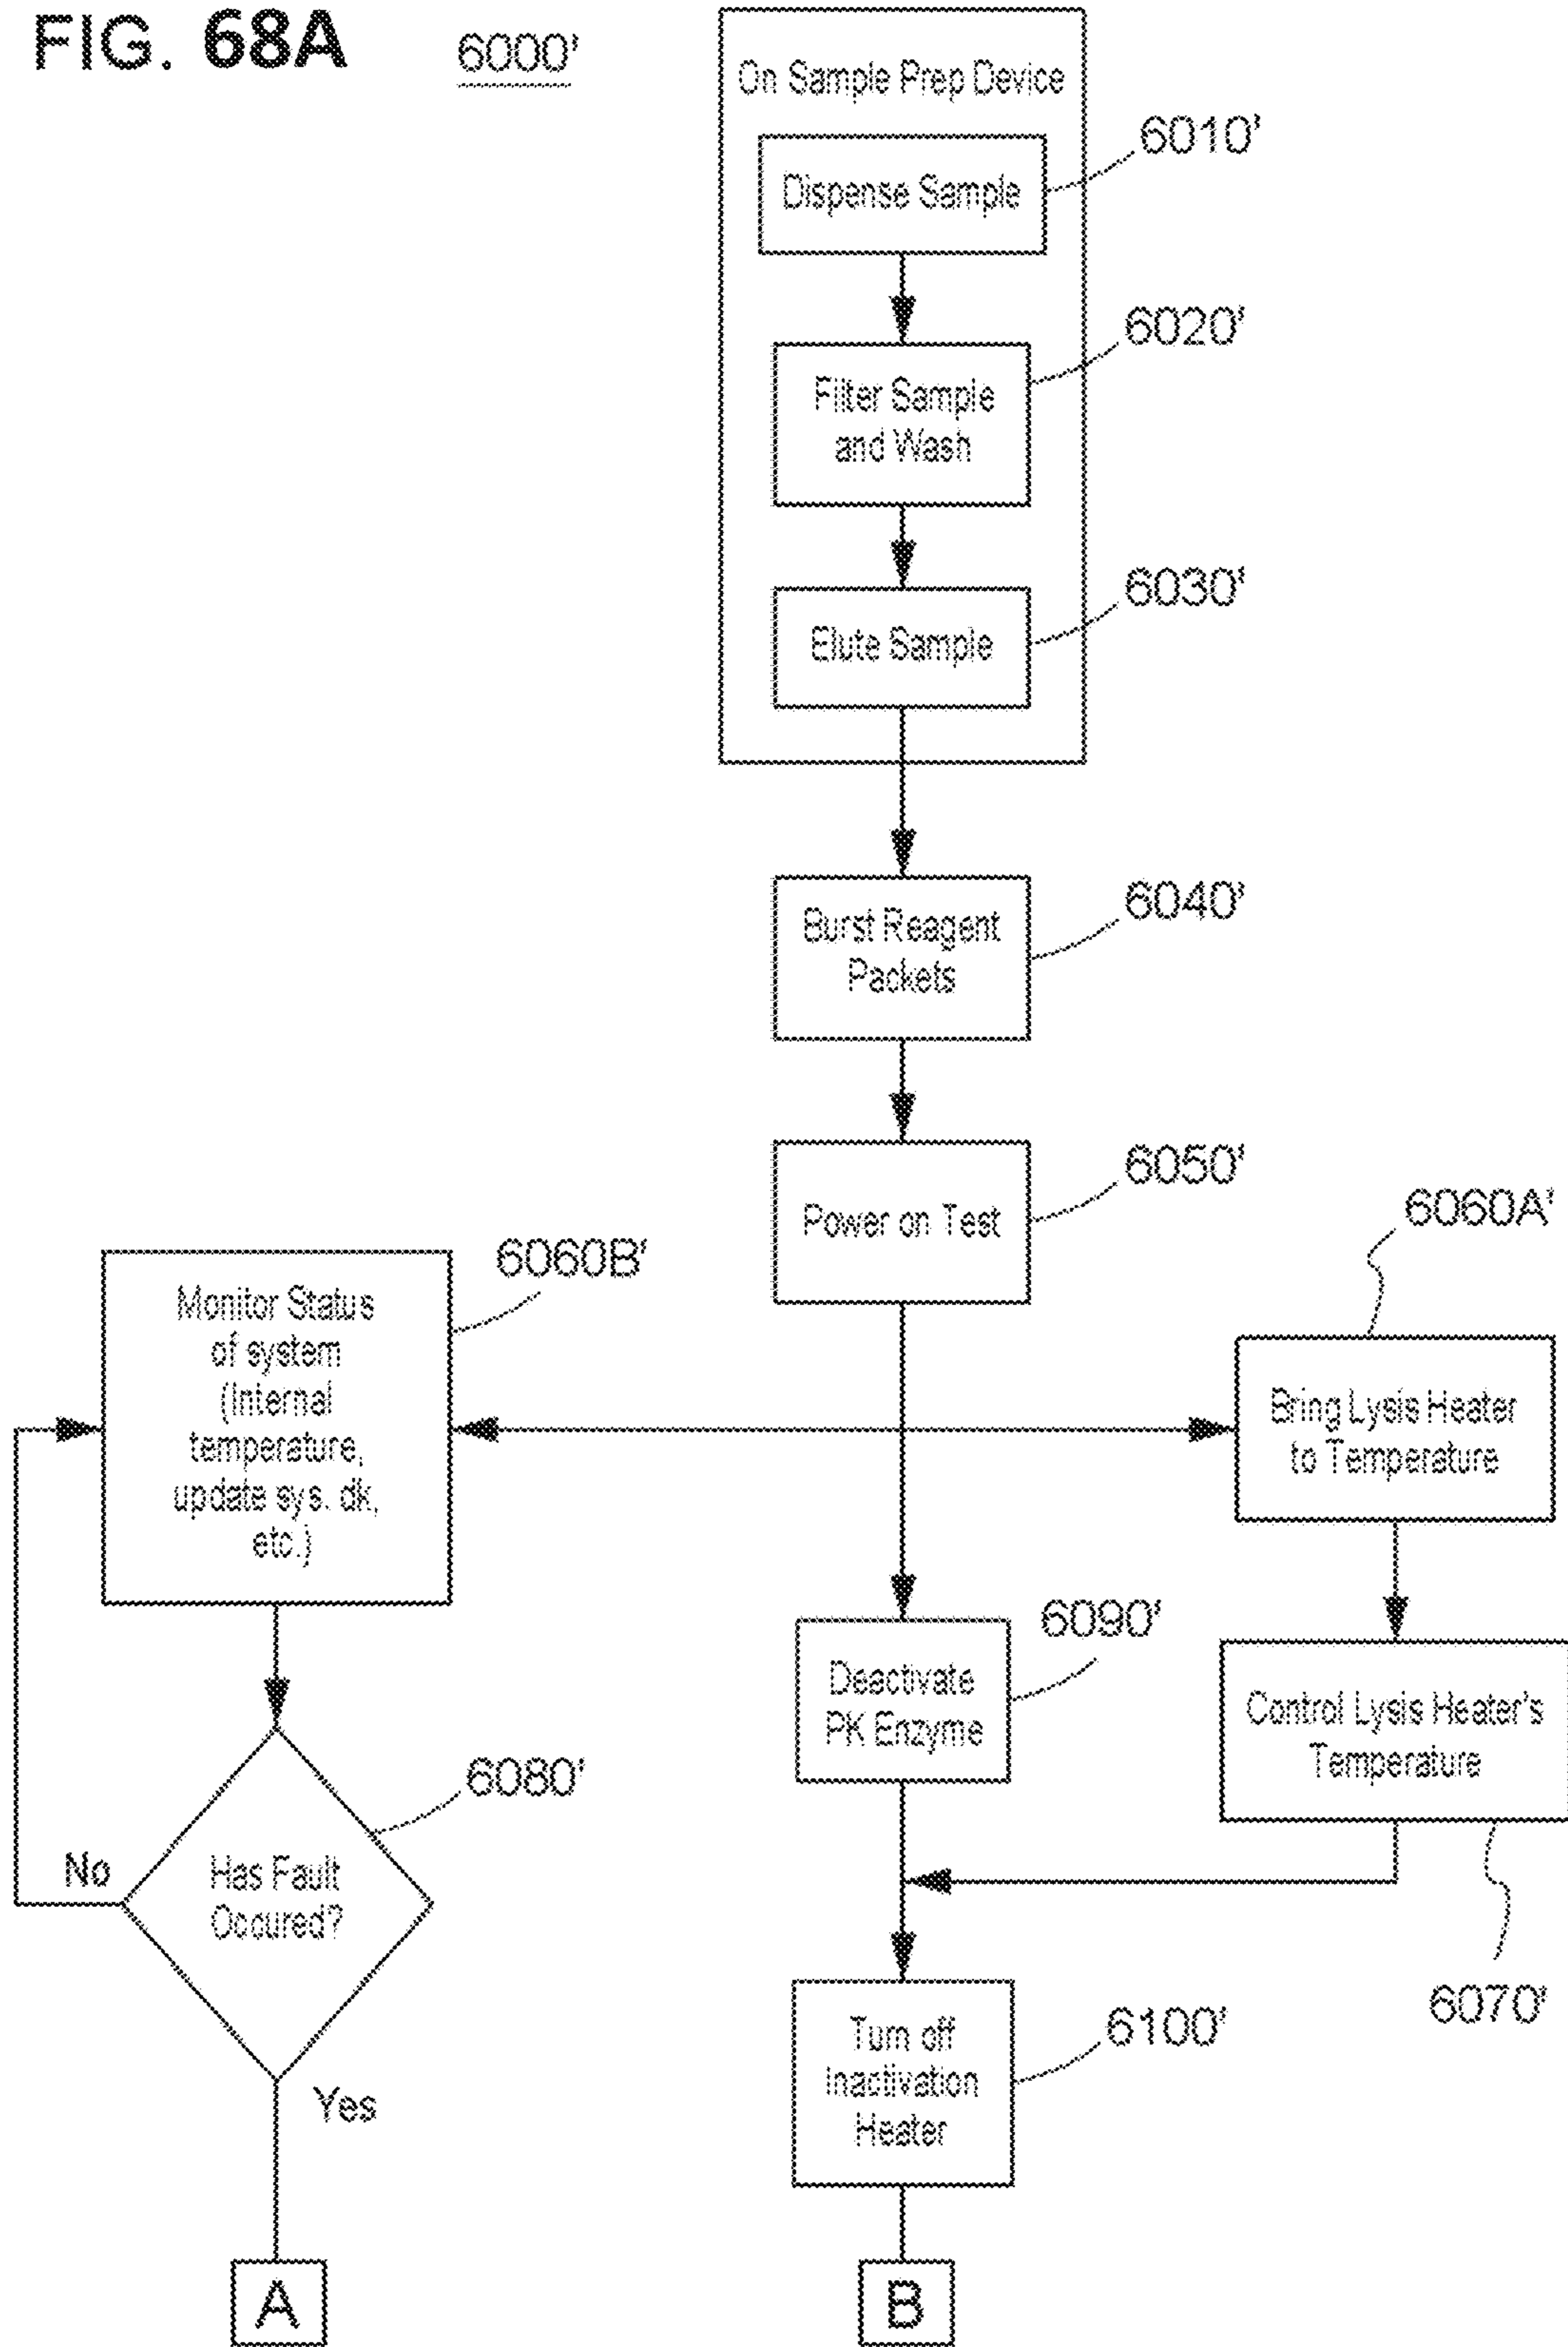 FIG. 68A
6000'
On Sample Prep Device
6010'
Dispense Sample
6020'
Filter Sample
and Wash
6030'
Elute Sample
6040'
Burst Reagent
Packets
6050'
Power on Test
6060A'
6060B'
Monitor Status
of system
(Internal
temperature,
update sys. dk,
etc.)
Bring Lysis Heater
to Temperature
6090'
Deactivate
PK Enzyme
Control Lysis Heater's
Temperature
6080'
No
Has Fault
Occured?
6070'
Yes
6100'
Turn off
Inactivation
Heater
A
B